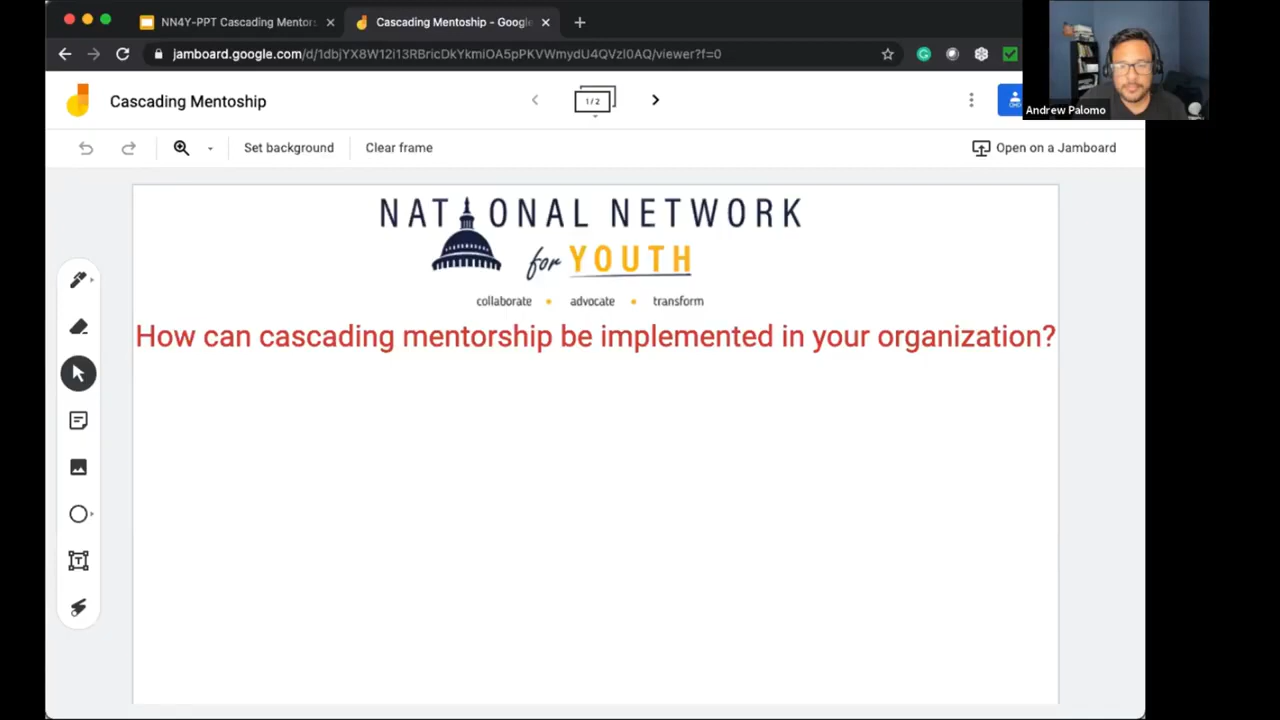 NN4Y-PPT Cascading Mentors
Cascading Mentoship - Google
jamboard.google.com/d/1dbjYX8W12i13RBricDkYkmiOA5pPKVWmydU4QVzl0AQ/viewer?f=0
Cascading Mentoship
1/2
Andrew Palomo
Set background
Clear frame
Open on a Jamboard
NATIONAL NETWORK
for YOUTH
collaborate • advocate • transform
How can cascading mentorship be implemented in your organization?